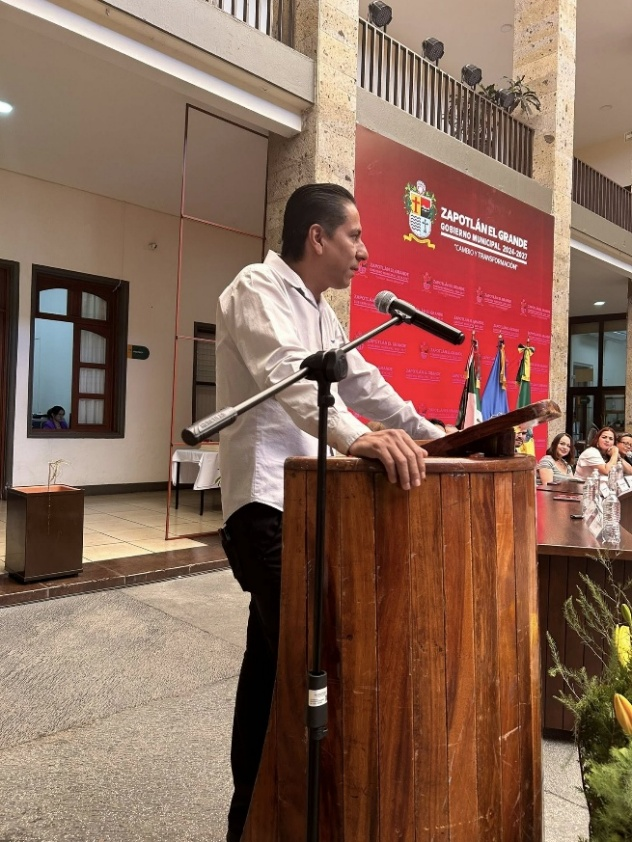 ZAPOTLÁN EL GRANDE
GOBIERNO MUNICIPAL 2024-2027
"CAMBIO Y TRANSFORMACIÓN"